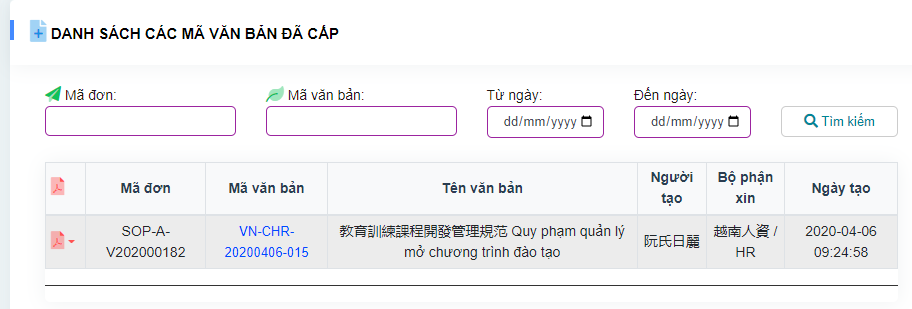 DANH SÁCH CÁC MÃ VĂN BẢN ĐÃ CẤP
Mã đơn:
Mã văn bản:
Từ ngày:
Đến ngày:
dd/mm/yyyy
dd/mm/yyyy
Tìm kiếm
Mã đơn
Mã văn bản
Tên văn bản
Người
tạo
Bộ phận
xin
Ngày tạo
SOP-A-
V202000182
VN-CHR-
20200406-015
教育訓練課程開發管理規范 Quy phạm quản lý
mở chương trình đào tạo
阮氏日麗
越南人資 /
HR
2020-04-06
09:24:58